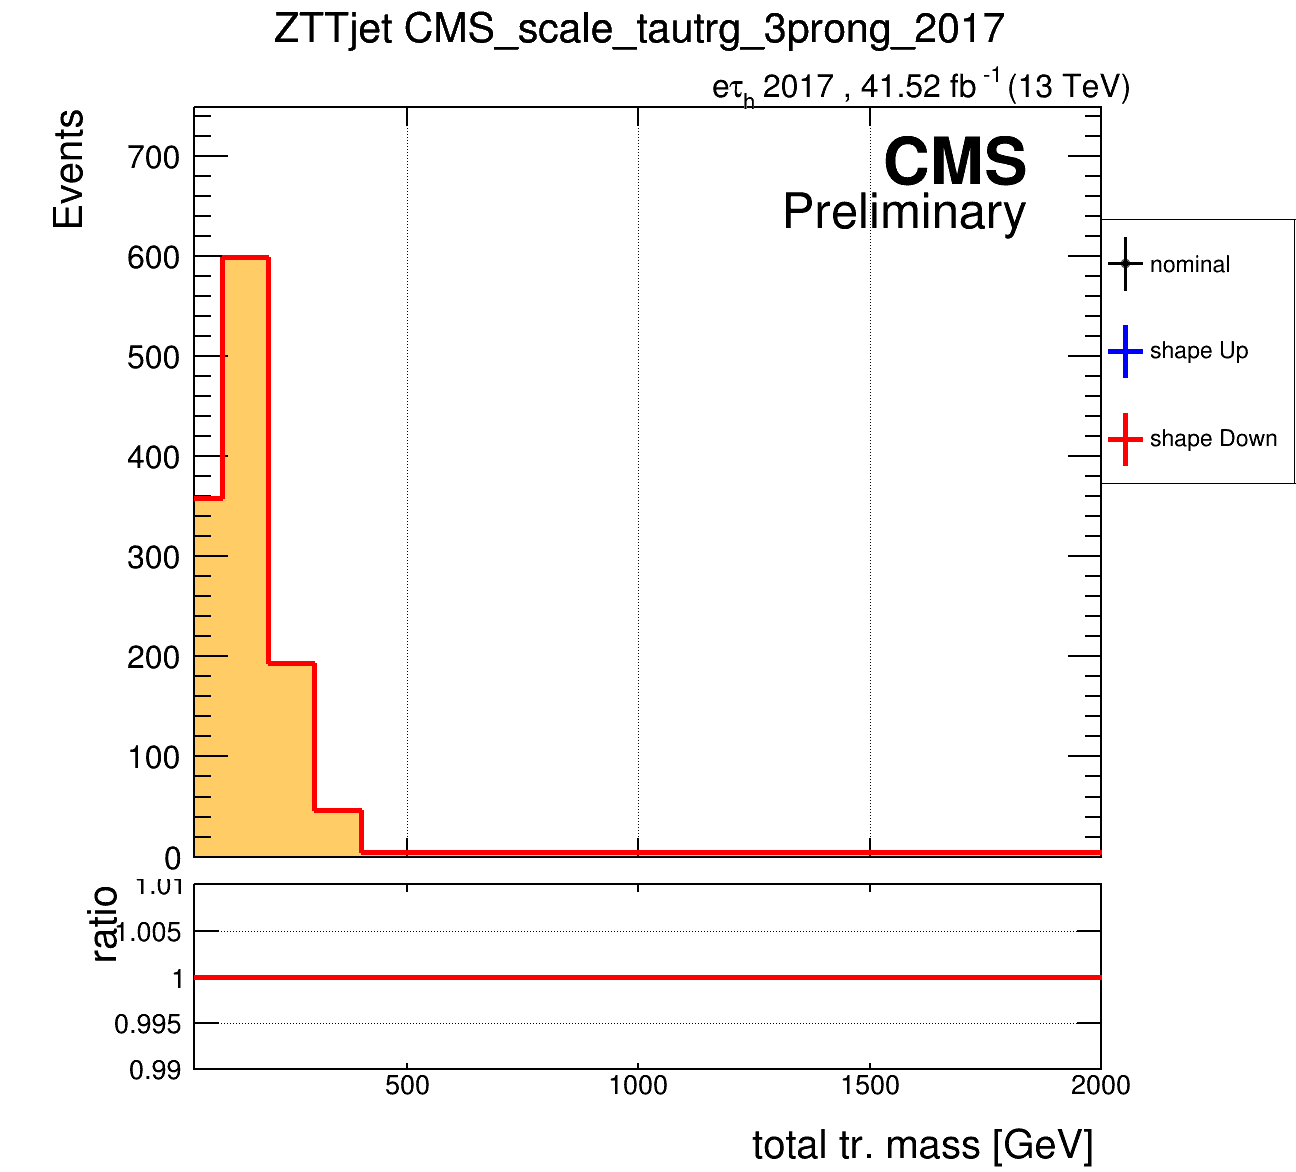 ZTTjet CMS_scale_tautrg_3prong_2017
eτh 2017 , 41.52 fb -1 (13 TeV)
Events
CMS
Preliminary
700
600
500
400
300
200
100
0
nominal
shape Up
shape Down
ratio
1.01
1.005
1
0.995
0.99
500 1000 1500 2000
total tr. mass [GeV]